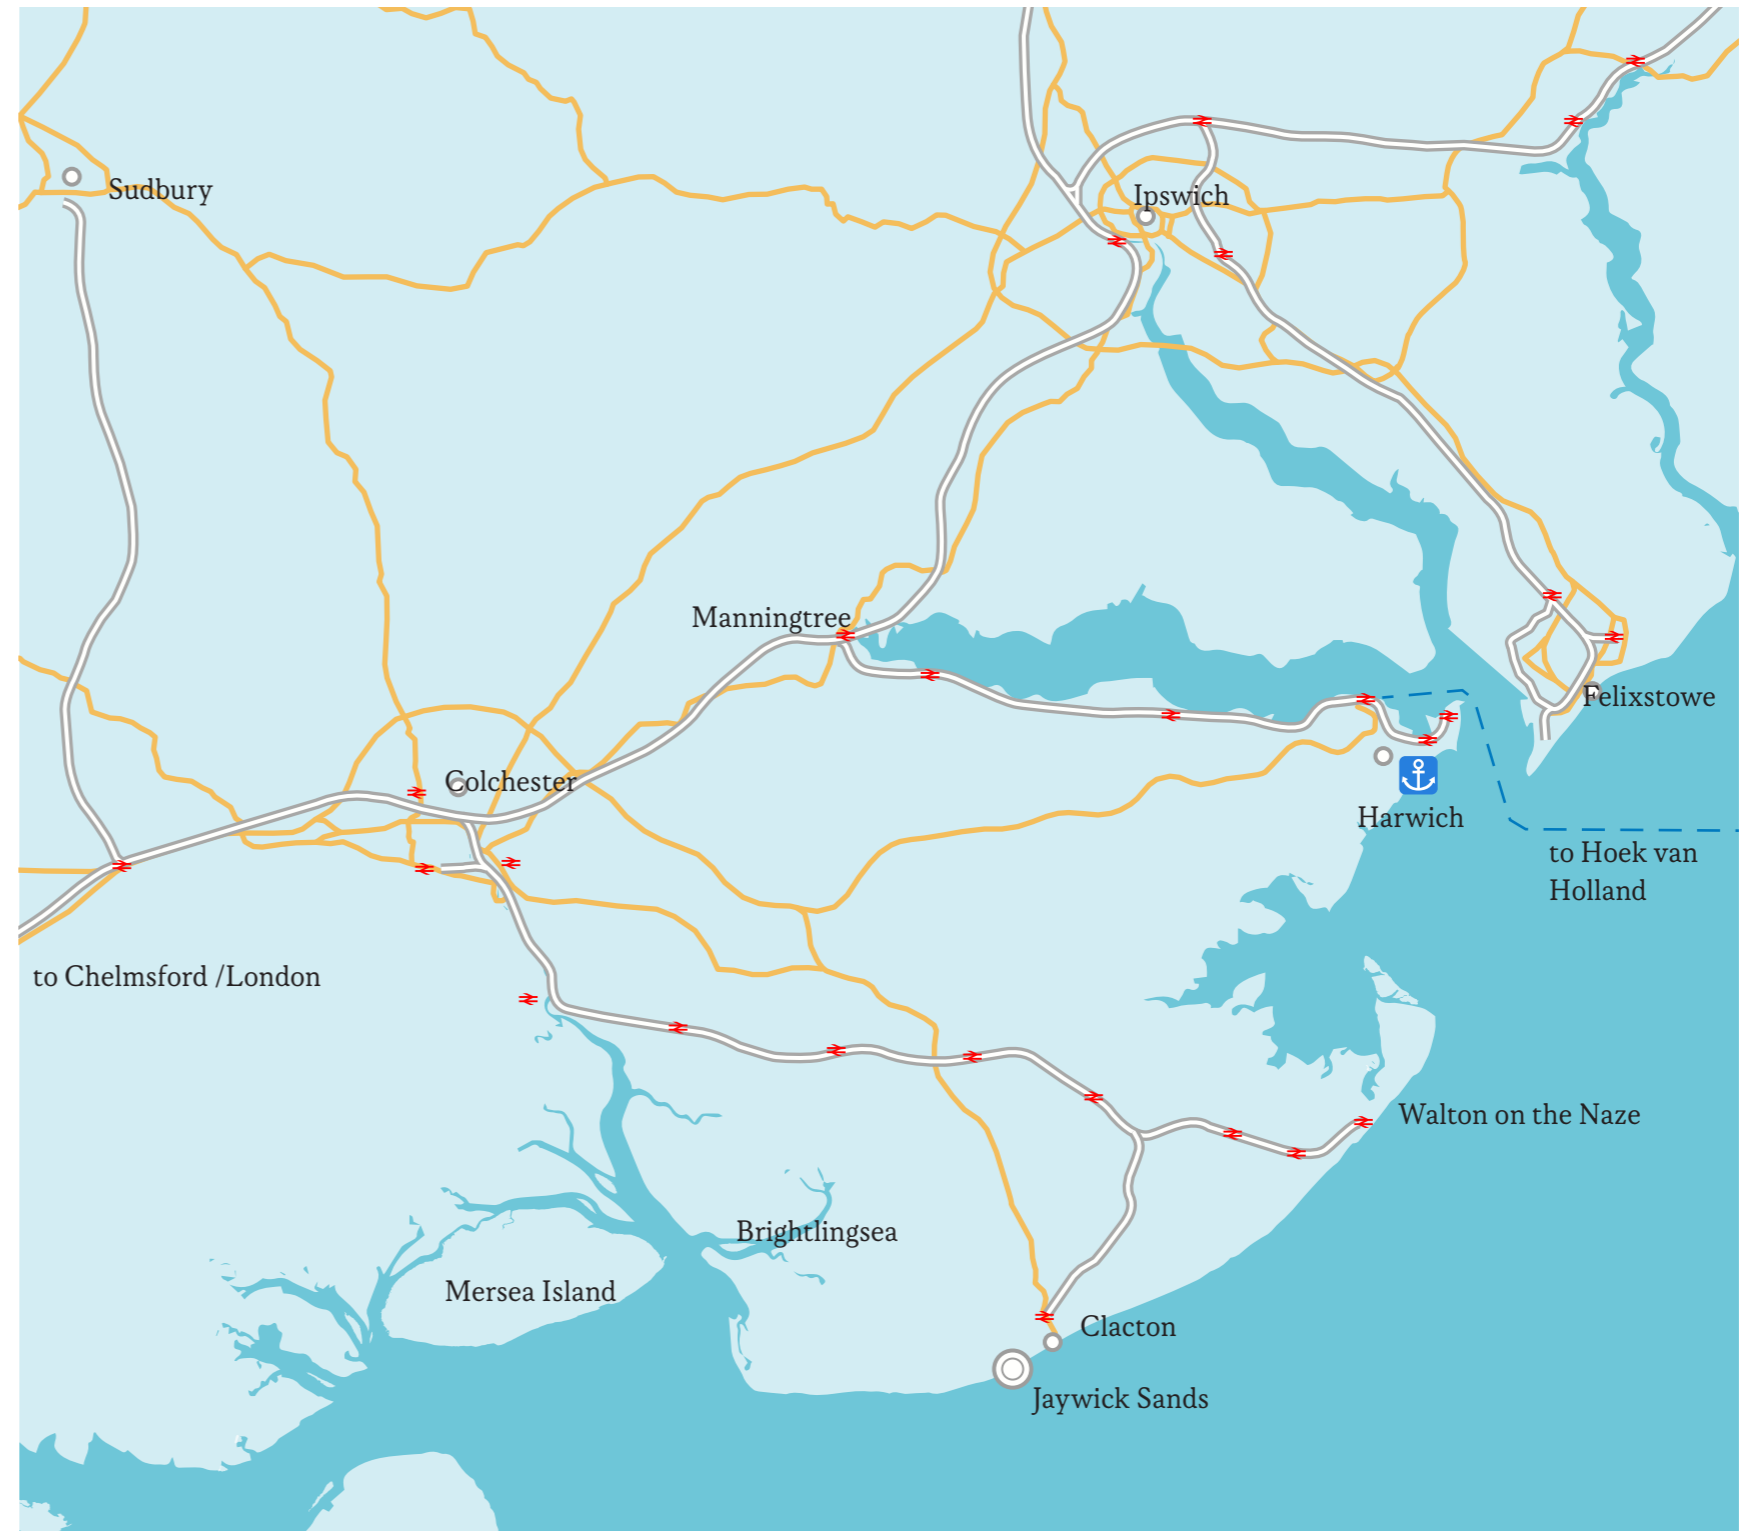 Sudbury
Ipswich
Manningtree
Felixstowe
Colchester
Harwich
to Hoek van
Holland
to Chelmsford /London
Walton on the Naze
Brightlingsea
Mersea Island
Clacton
Jaywick Sands